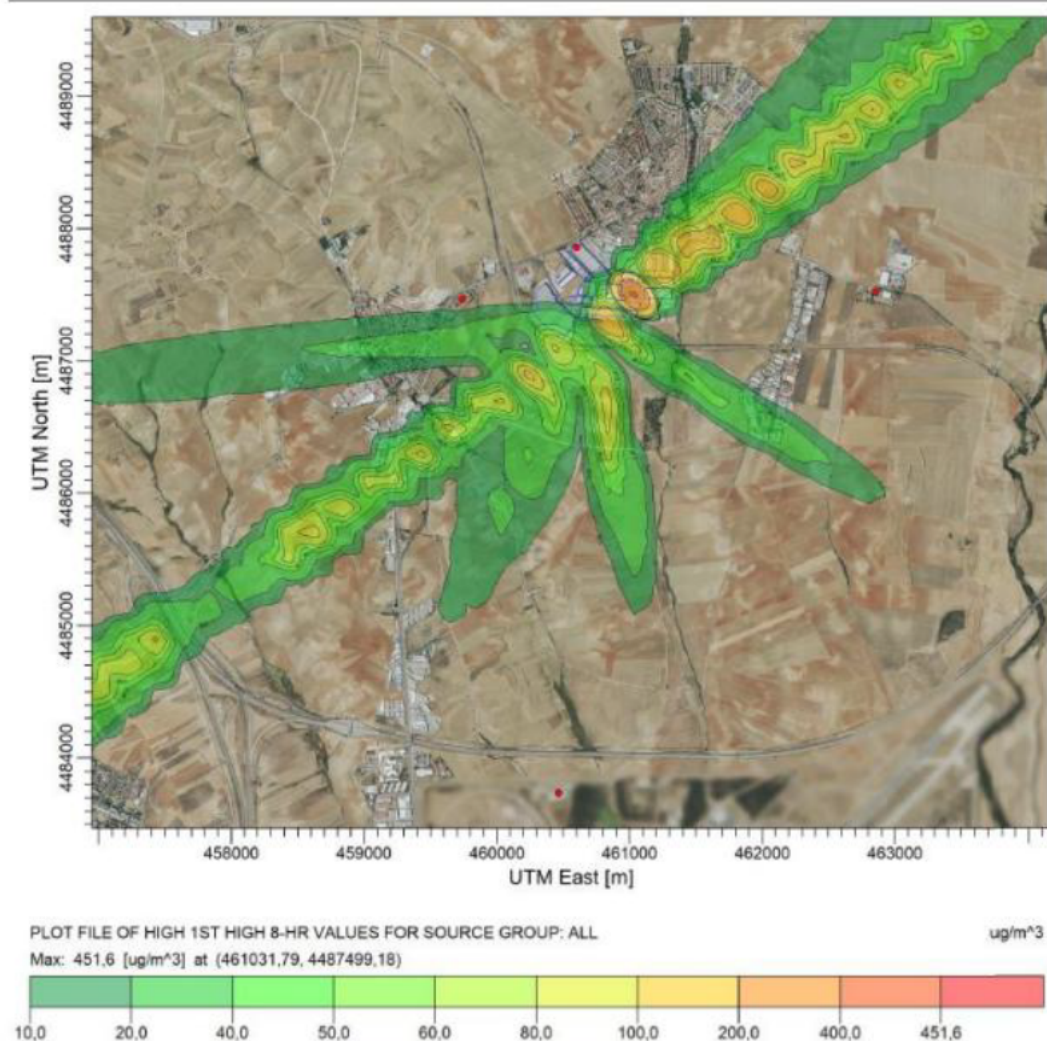 4489000
4488000
4487000
4486000
4485000
4484000
UTM North [m]
458000 459000 460000 461000 462000 463000
UTM East [m]
PLOT FILE OF HIGH 1ST HIGH 8-HR VALUES FOR SOURCE GROUP: ALL ug/m^3
Max: 451,6 [ug/m^3] at (461031,79, 4487499,18)
10,0 20,0 40,0 50,0 60,0 80,0 100,0 200,0 400,0 451,6